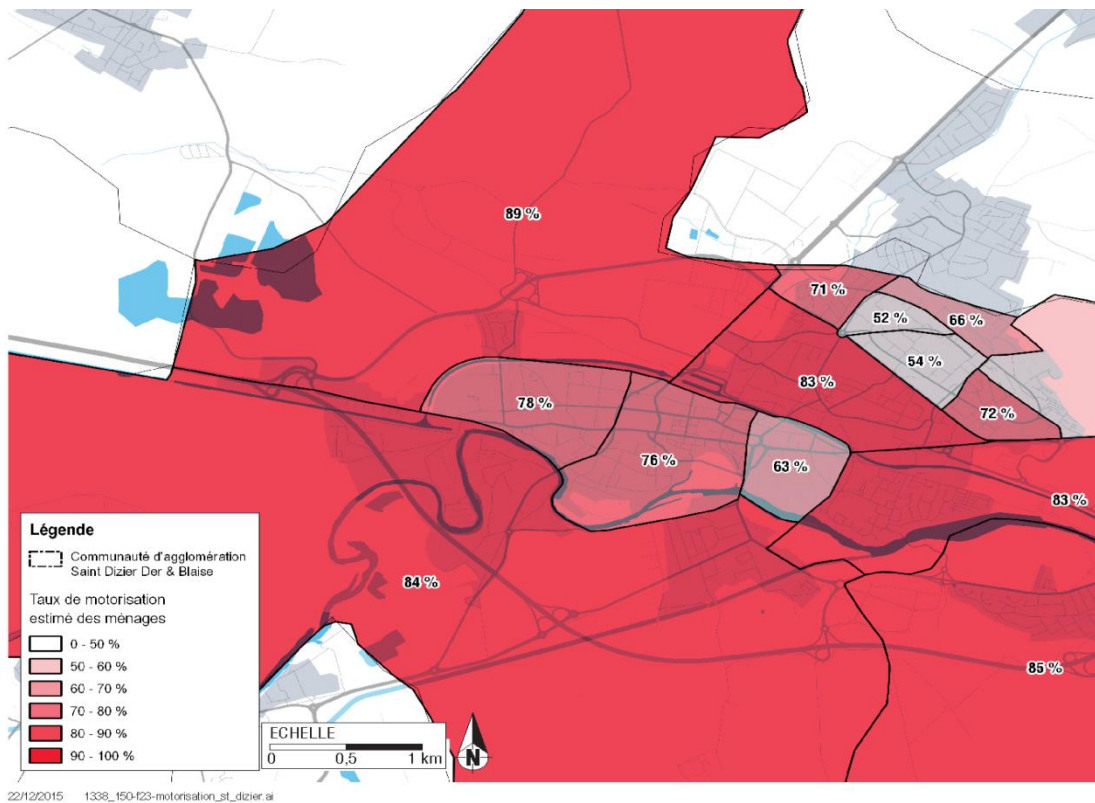 89 %
71 %
52 %
66 %
54 %
83 %
72 %
78 %
76 %
63 %
83 %
84 %
85 %
Légende
Communauté d'agglomération
Saint Dizier Der & Blaise
Taux de motorisation
estimé des ménages
0 - 50 %
50 - 60 %
60 - 70 %
70 - 80 %
80 - 90 %
90 - 100 %
ECHELLE
0 0,5 1 km
N
22/12/2015 1338_150-f23-motorisation_st_dizier.ai